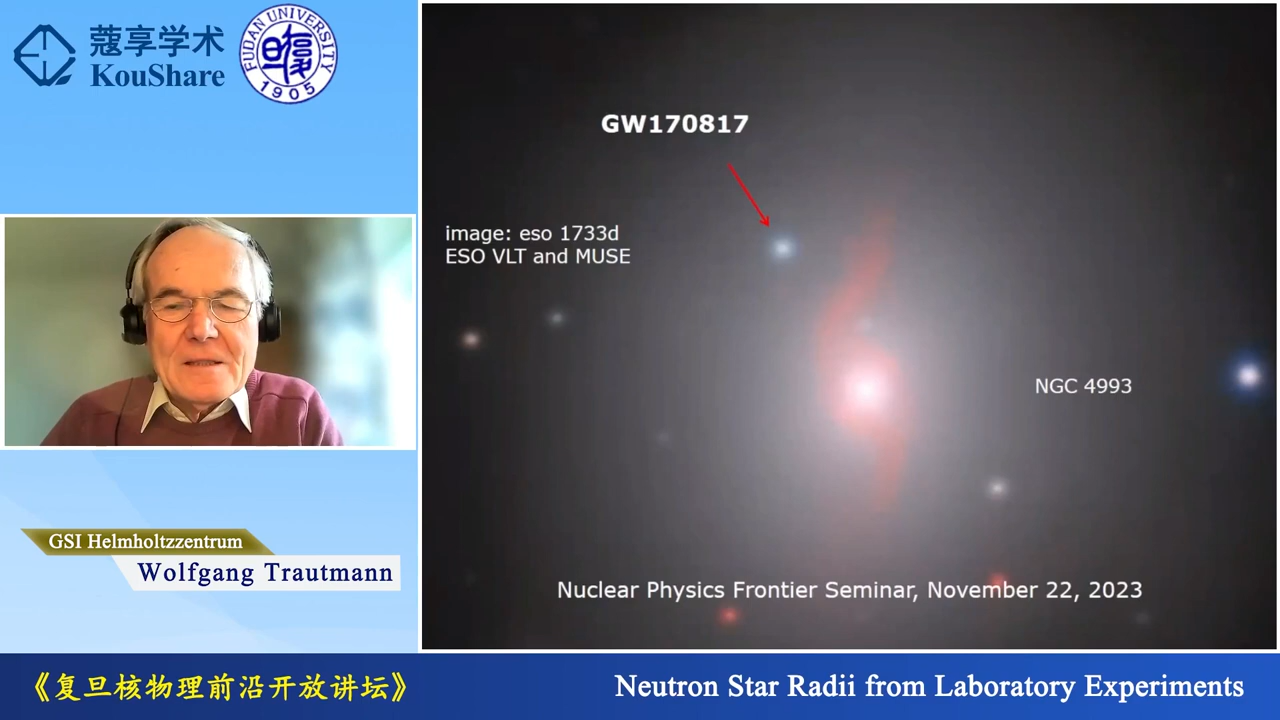 蔻享学术
KouShare
FUDAN UNIVERSITY
1905
GW170817
image: eso 1733d
ESO VLT and MUSE
NGC 4993
GSI Helmholtzzentrum
Wolfgang Trautmann
Nuclear Physics Frontier Seminar, November 22, 2023
《复旦核物理前沿开放讲坛》
Neutron Star Radii from Laboratory Experiments